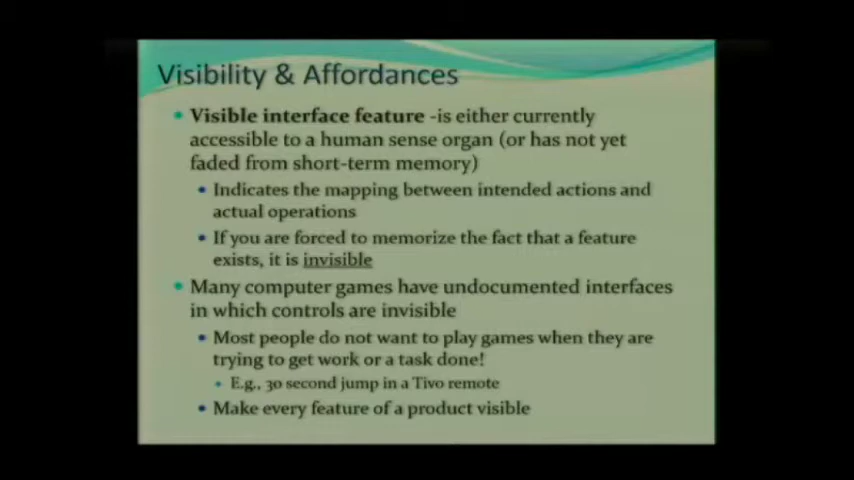 Visibility & Affordances
Visible interface feature -is either currently
accessible to a human sense organ (or has not yet
faded from short-term memory)
Indicates the mapping between intended actions and
actual operations
If you are forced to memorize the fact that a feature
exists, it is invisible
Many computer games have undocumented interfaces
in which controls are invisible
Most people do not want to play games when they are
trying to get work or a task done!
E.g., 30 second jump in a Tivo remote
Make every feature of a product visible